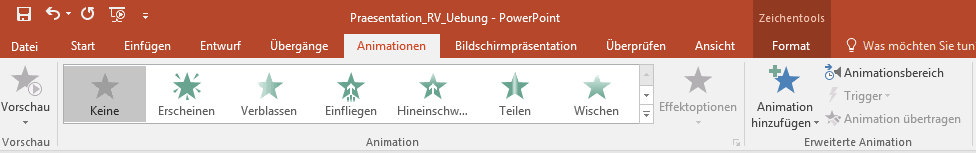 Praesentation_RV_Uebung - PowerPoint
Zeichentools
Datei Start Einfügen Entwurf Übergänge Animationen Bildschirmpräsentation Überprüfen Ansicht Format Was möchten Sie tun
Vorschau
Keine Erscheinen Verblassen Einfliegen Hineinschw... Teilen Wischen
Effektoptionen
Animation hinzufügen
Animationsbereich
Trigger
Animation übertragen
Vorschau Animation Erweiterte Animation